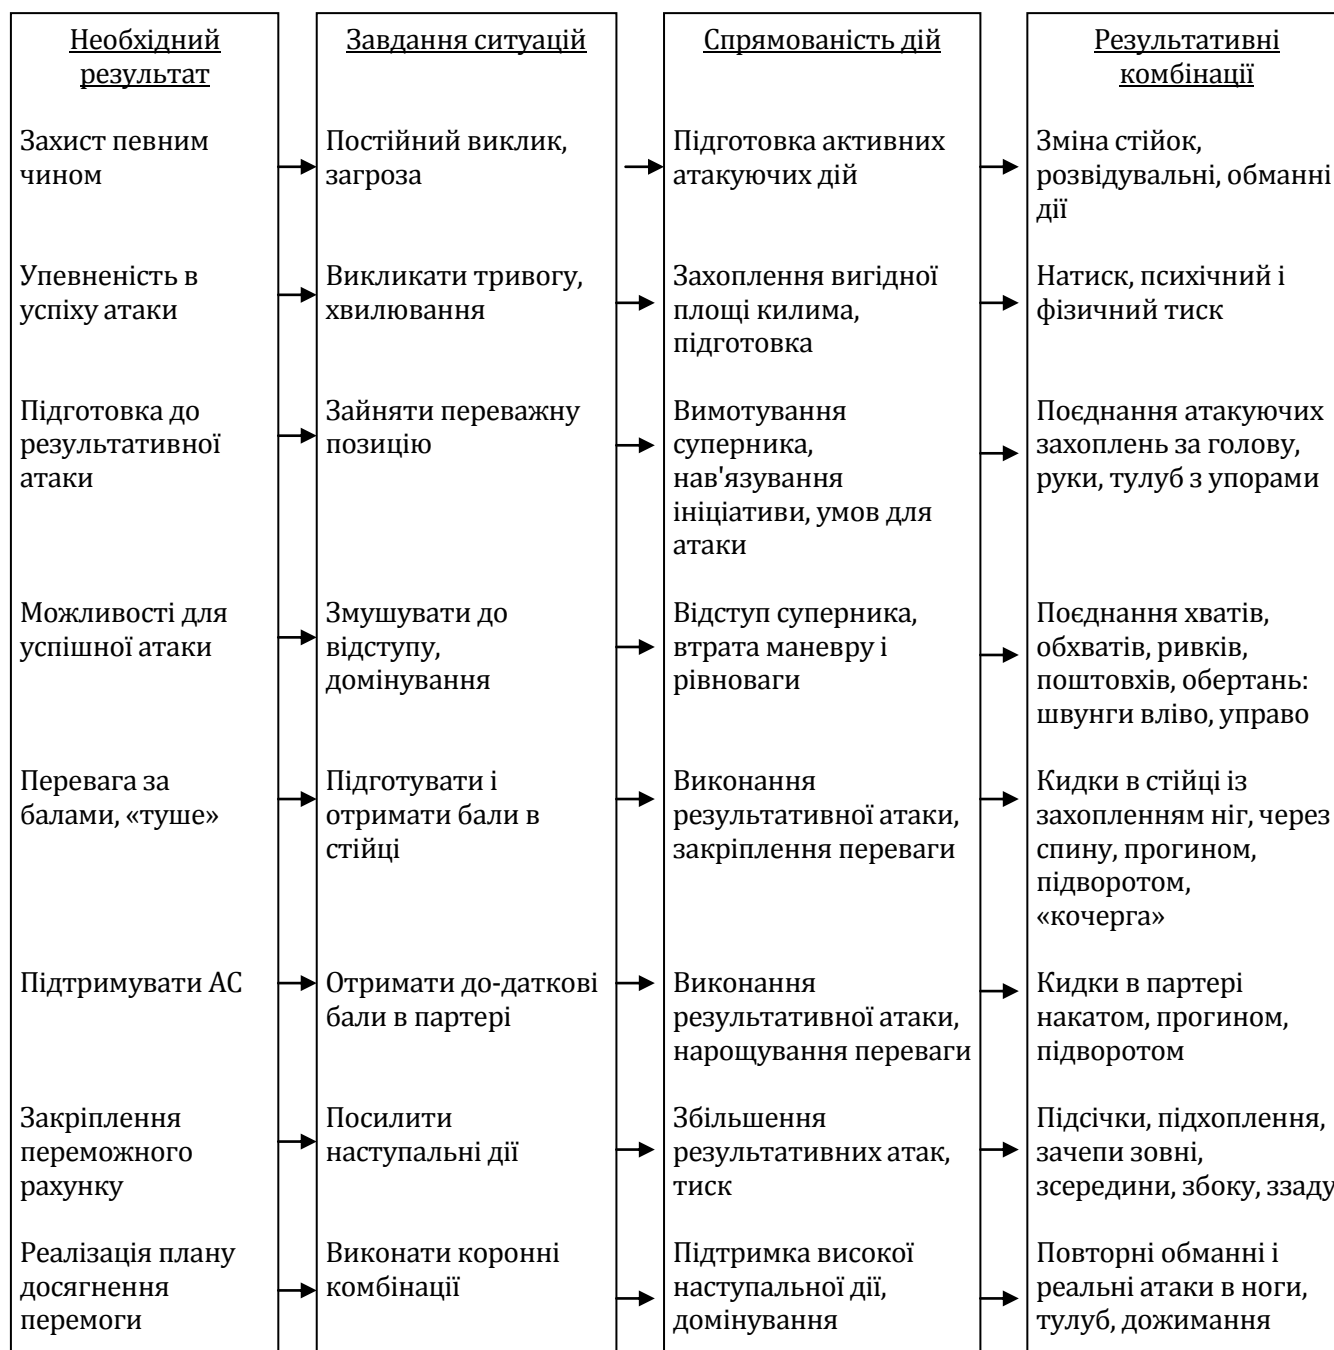 Необхідний
результат
Захист певним
чином
Упевненість в
успіху атаки
Підготовка до
результативної
атаки
Можливості для
успішної атаки
Перевага за
балами, «туше»
Підтримувати АС
Закріплення
переможного
рахунку
Реалізація плану
досягнення
перемоги
Завдання ситуацій
Постійний виклик,
загроза
Викликати тривогу,
хвилювання
Зайняти переважну
позицію
Змушувати до
відступу,
домінування
Підготувати і
отримати бали в
стійці
Отримати до-даткові
бали в партері
Посилити
наступальні дії
Виконати коронні
комбінації
Спрямованість дій
Підготовка активних
атакуючих дій
Захоплення вигідної
площі килима,
підготовка
Вимотування
суперника,
нав'язування
ініціативи, умов для
атаки
Відступ суперника,
втрата маневру і
рівноваги
Виконання
результативної атаки,
закріплення переваги
Виконання
результативної атаки,
нарощування переваги
Збільшення
результативних атак,
тиск
Підтримка високої
наступальної дії,
домінування
Результативні
комбінації
Зміна стійок,
розвідувальні, обманні
дії
Натиск, психічний і
фізичний тиск
Поєднання атакуючих
захоплень за голову,
руки, тулуб з упорами
Поєднання хватів,
обхватів, ривків,
поштовхів, обертань:
швунги вліво, управо
Кидки в стійці із
захопленням ніг, через
спину, прогином,
підворотом,
«кочерга»
Кидки в партері
накатом, прогином,
підворотом
Підсічки, підхоплення,
зачепи зовні,
зсередини, збоку, ззаду
Повторні обманні і
реальні атаки в ноги,
тулуб, дожимання